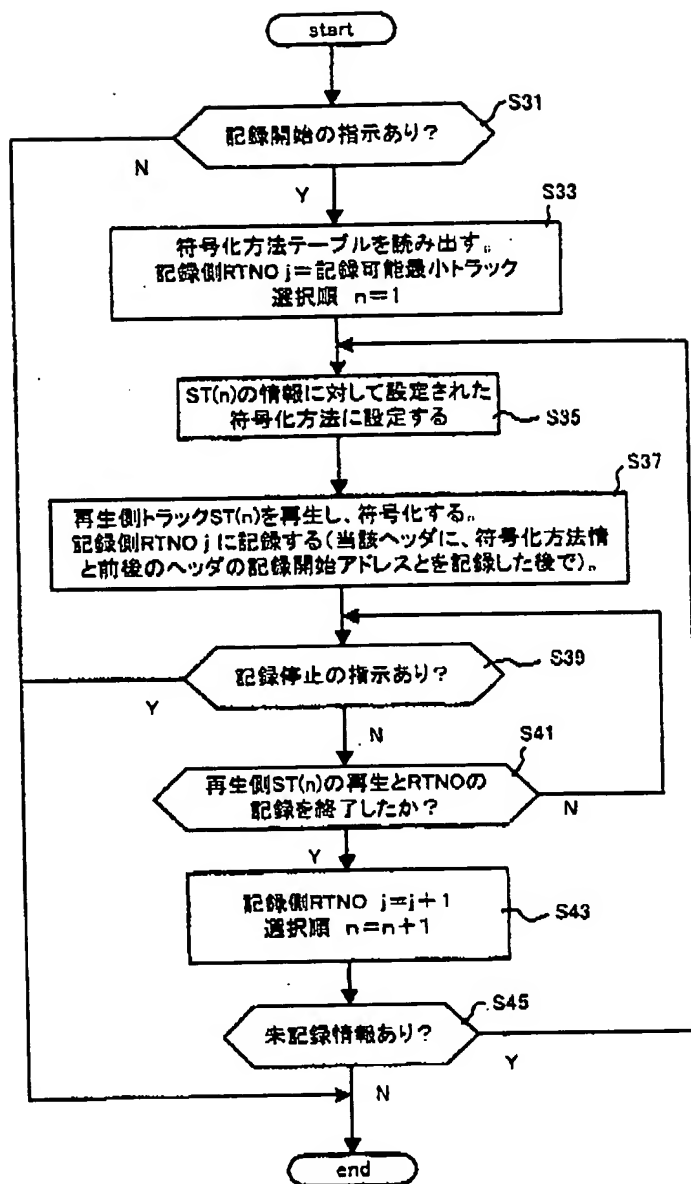 start
S31
記録開始の指示あり?
N
Y
S33
符号化方法テーブルを読み出す。
記録側RTNO j=記録可能最小トラック
選択順 n=1
ST(n)の情報に対して設定された
符号化方法に設定する
S35
S37
再生側トラックST(n)を再生し、符号化する。
記録側RTNO jに記録する(当該ヘッダに、符号化方法情
と前後のヘッダの記録開始アドレスとを記録した後で)。
記録停止の指示あり?
S39
Y
N
S41
再生側ST(n)の再生とRTNOの
記録を終了したか?
N
Y
記録側RTNO j=j+1
選択順 n=n+1
S43
S45
未記録情報あり?
Y
N
end